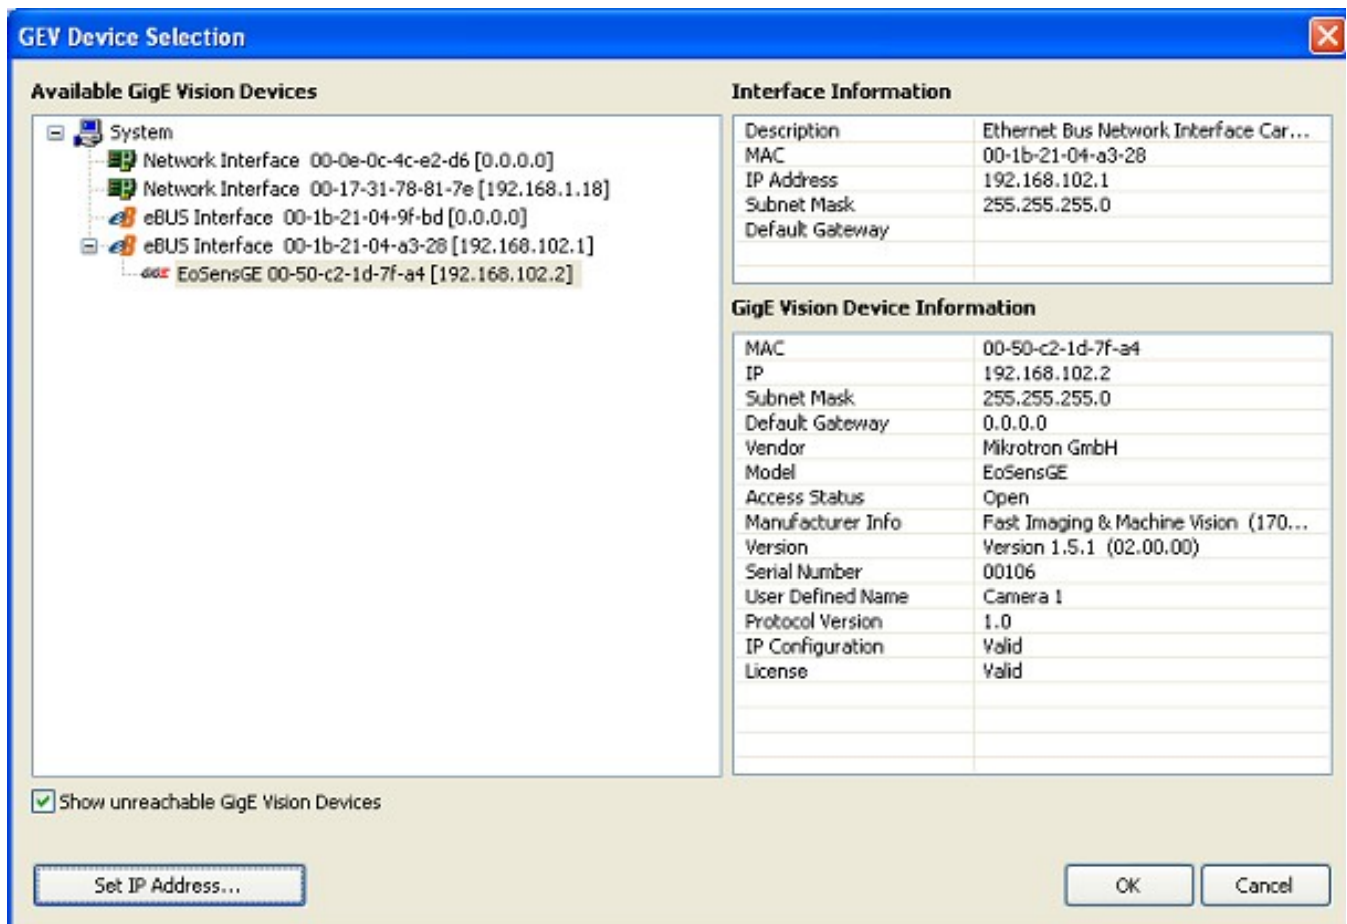 GEV Device Selection
Available GigE Vision Devices
System
Network Interface 00-0e-0c-4c-e2-d6 [0.0.0.0]
Network Interface 00-17-31-78-81-7e [192.168.1.18]
eBUS Interface 00-1b-21-04-9f-bd [0.0.0.0]
eBUS Interface 00-1b-21-04-a3-28 [192.168.102.1]
EoSensGE 00-50-c2-1d-7f-a4 [192.168.102.2]
Show unreachable GigE Vision Devices
Set IP Address...
Interface Information
Description Ethernet Bus Network Interface Car...
MAC 00-1b-21-04-a3-28
IP Address 192.168.102.1
Subnet Mask 255.255.255.0
Default Gateway
GigE Vision Device Information
MAC 00-50-c2-1d-7f-a4
IP 192.168.102.2
Subnet Mask 255.255.255.0
Default Gateway 0.0.0.0
Vendor Mikrotron GmbH
Model EoSensGE
Access Status Open
Manufacturer Info Fast Imaging & Machine Vision (170...
Version Version 1.5.1 (02.00.00)
Serial Number 00106
User Defined Name Camera 1
Protocol Version 1.0
IP Configuration Valid
License Valid
OK Cancel